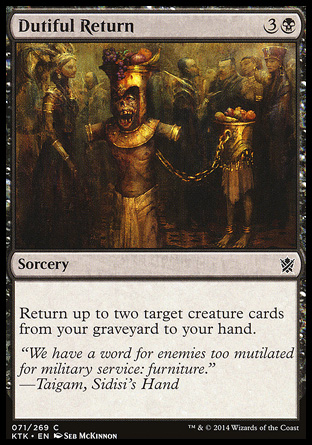 Dutiful Return 3
Sorcery
Return up to two target creature cards
from your graveyard to your hand.
“We have a word for enemies too mutilated
for military service: furniture.”
—Taigam, Sidisi’s Hand
071/269 C
KTK • EN Seb McKinnon ™ & © 2014 Wizards of the Coast